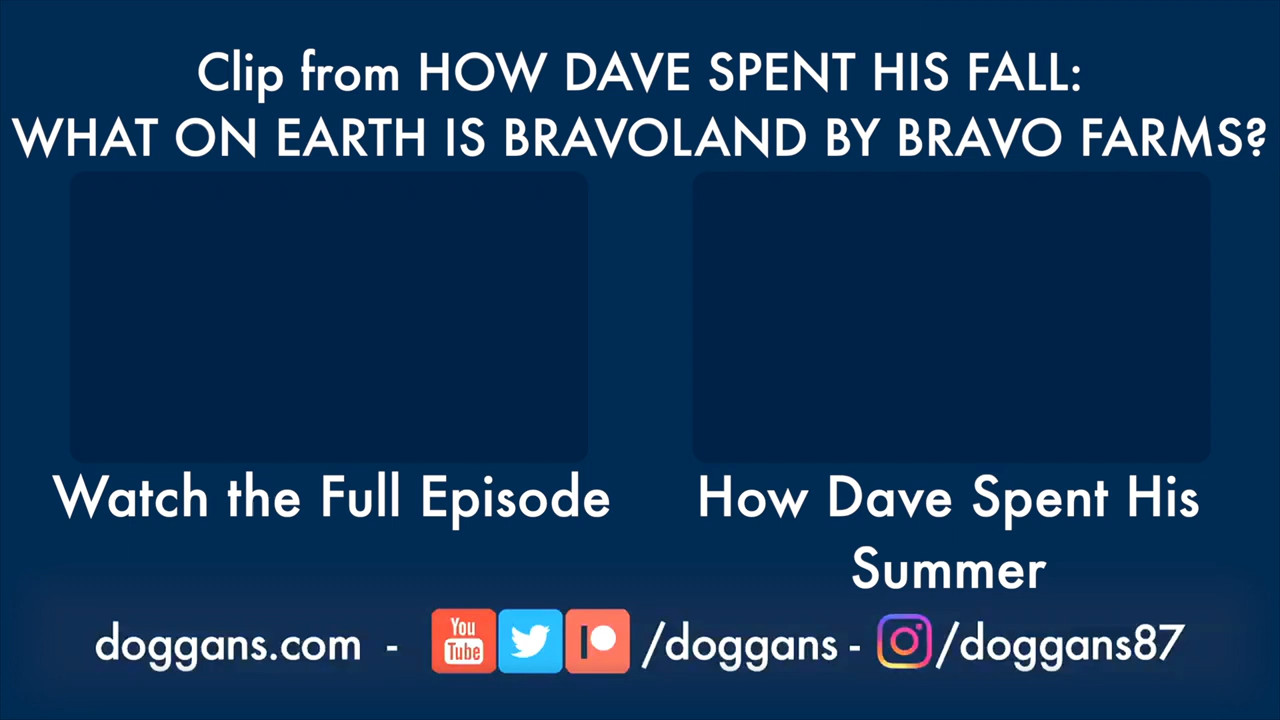 Clip from HOW DAVE SPENT HIS FALL:
WHAT ON EARTH IS BRAVOLAND BY BRAVO FARMS?
Watch the Full Episode
How Dave Spent His
Summer
doggans.com - You Tube /doggans - /doggans87